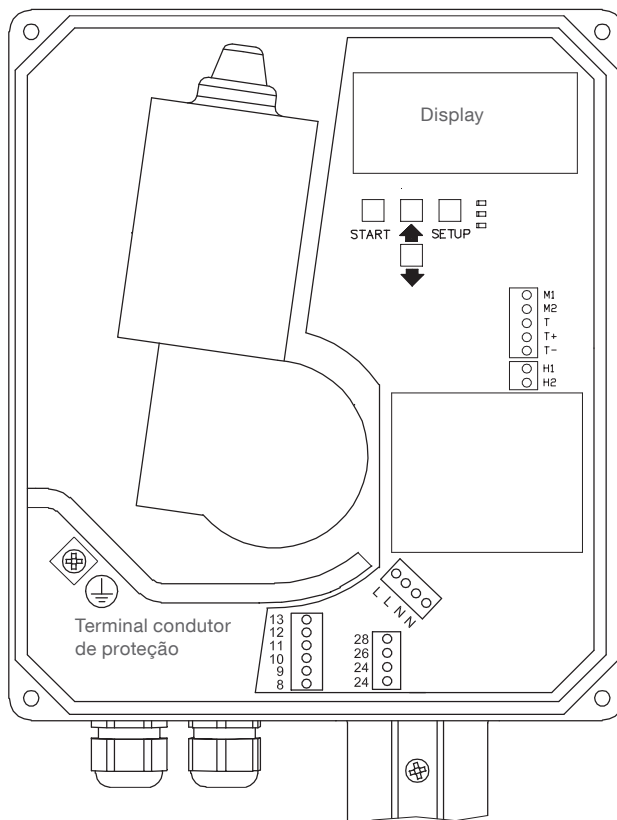 Display
START
SETUP
M1
M2
T
T+
T-
H1
H2
L L N N
Terminal condutor
de proteção
13
12
11
10
9
8
28
26
24
24